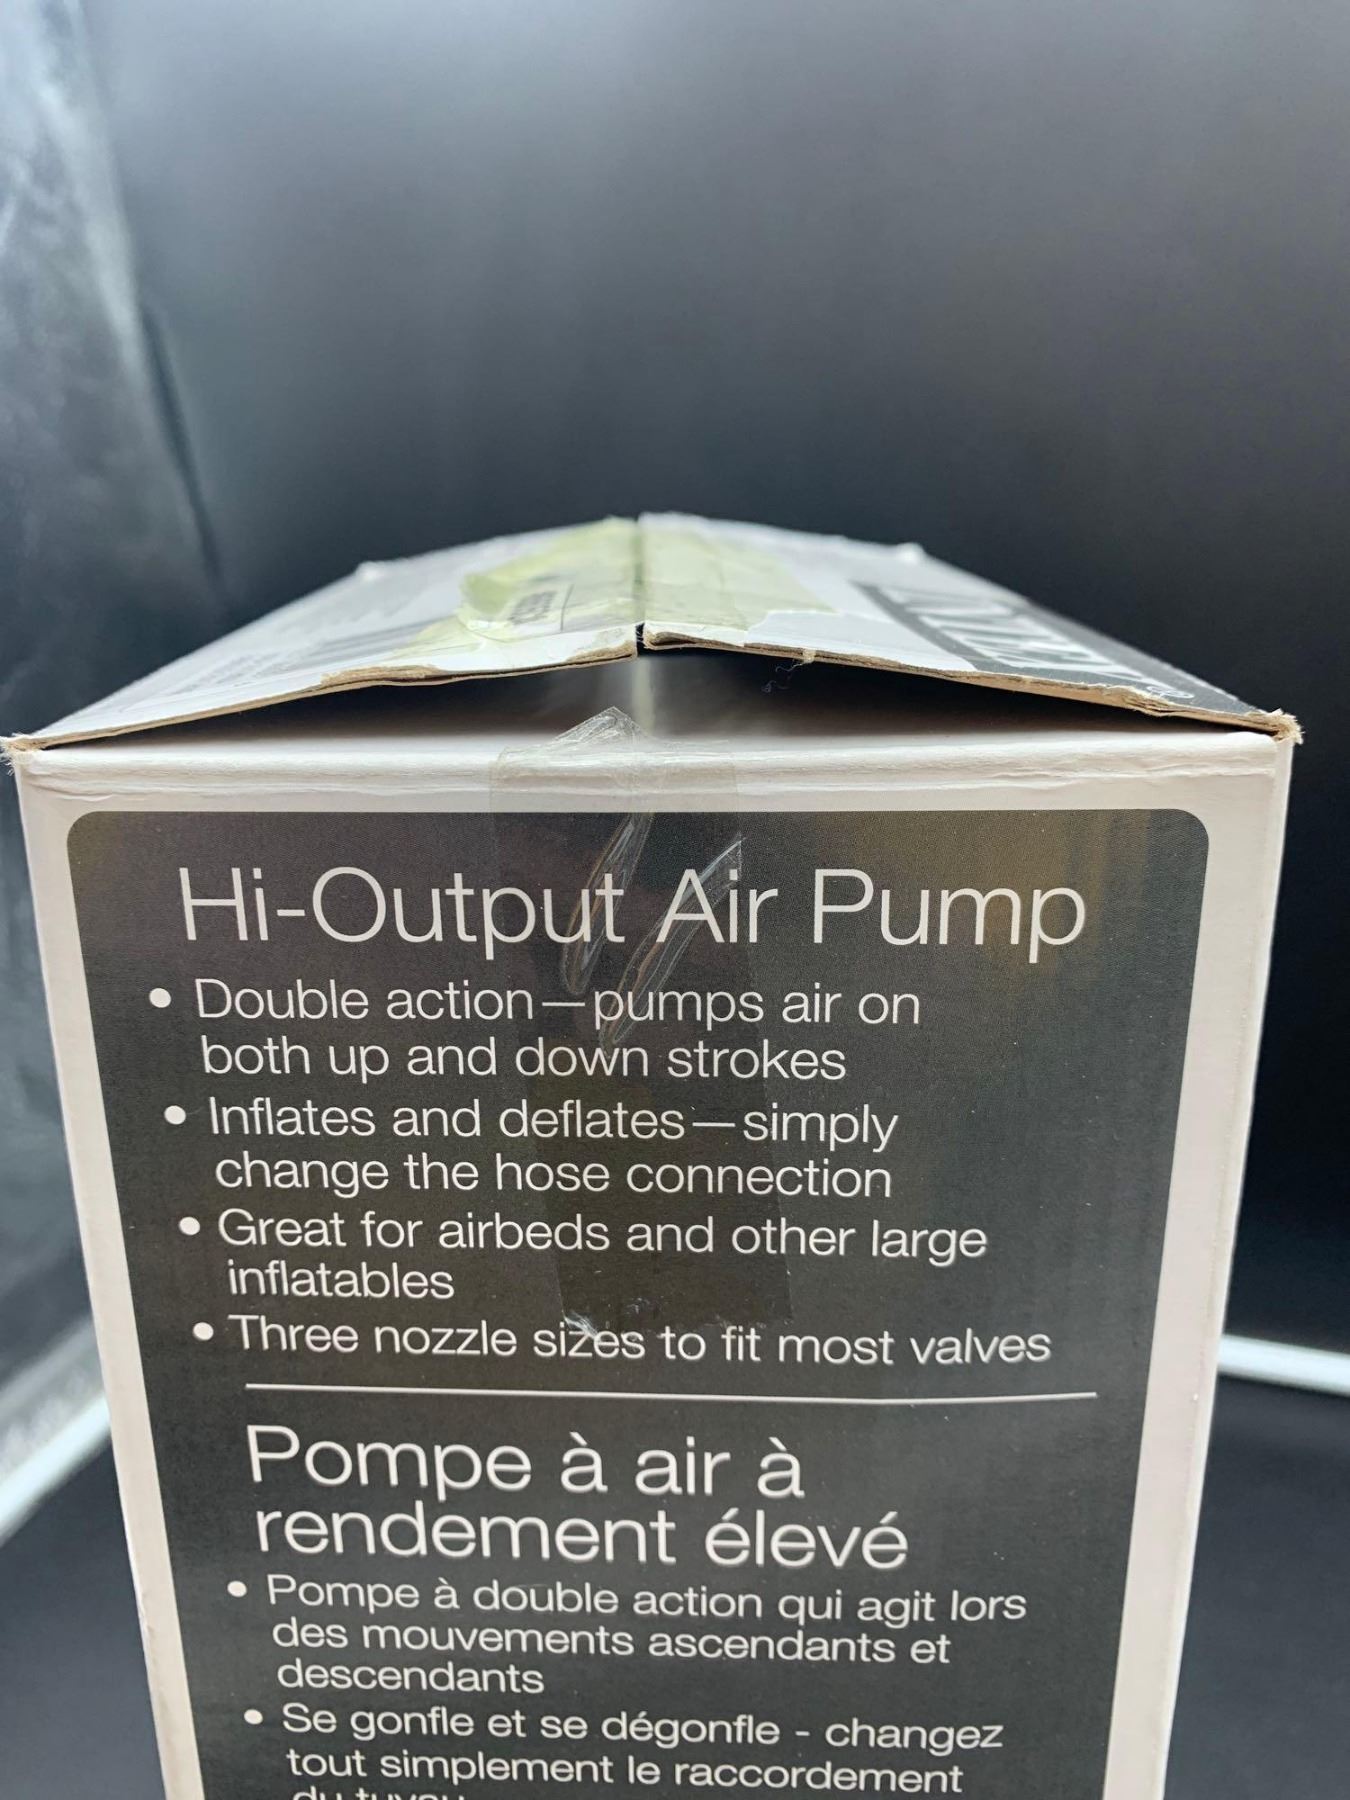 Hi-Output Air Pump
• Double action—pumps air on
both up and down strokes
• Inflates and deflates—simply
change the hose connection
• Great for airbeds and other large
inflatables
• Three nozzle sizes to fit most valves
Pompe à air à
rendement élevé
• Pompe à double action qui agit lors
des mouvements ascendants et
descendants
• Se gonfle et se dégonfle - changez
tout simplement le raccordement
du tuyau